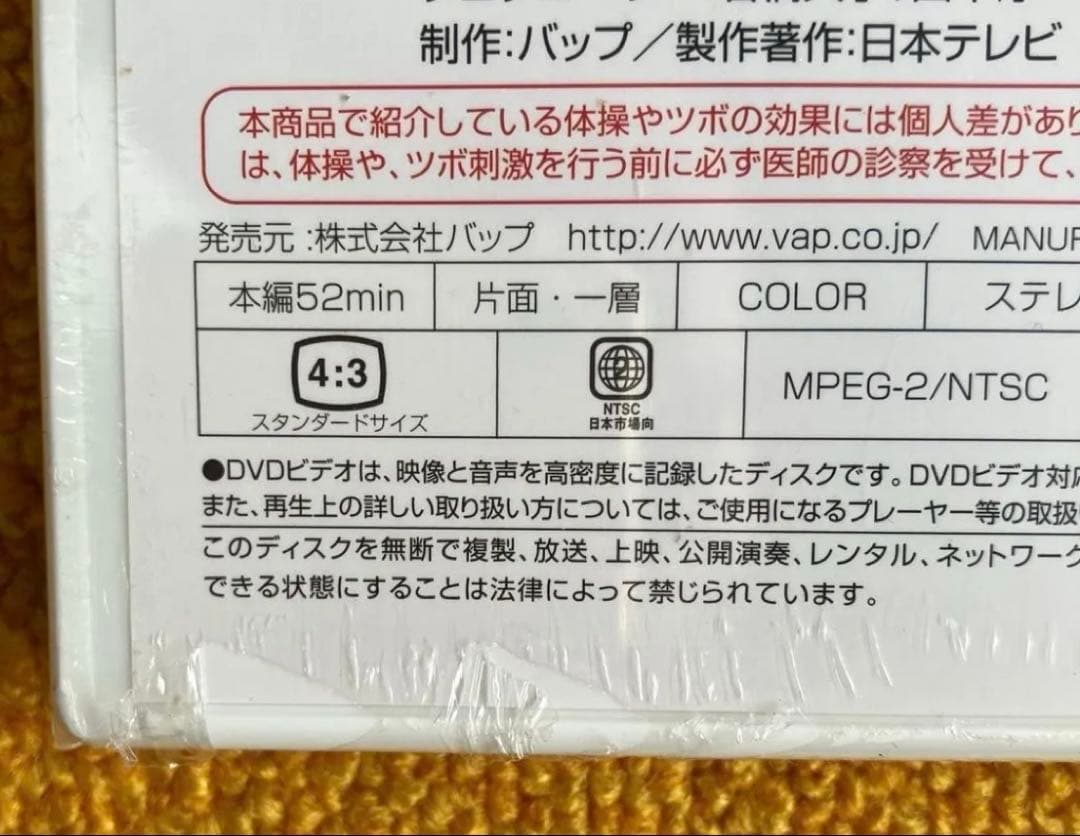 制作:バップ／製作著作:日本テレビ
本商品で紹介している体操やツボの効果には個人差があり
は、体操や、ツボ刺激を行う前に必ず医師の診察を受けて、
発売元:株式会社バップ http://www.vap.co.jp/ MANUF
本編52min 片面・一層 COLOR ステレ
4:3 スタンダードサイズ
2 NTSC 日本市場向
MPEG-2/NTSC
●DVDビデオは、映像と音声を高密度に記録したディスクです。DVDビデオ対応
また、再生上の詳しい取り扱い方については、ご使用になるプレーヤー等の取扱
このディスクを無断で複製、放送、上映、公開演奏、レンタル、ネットワーク
できる状態にすることは法律によって禁じられています。